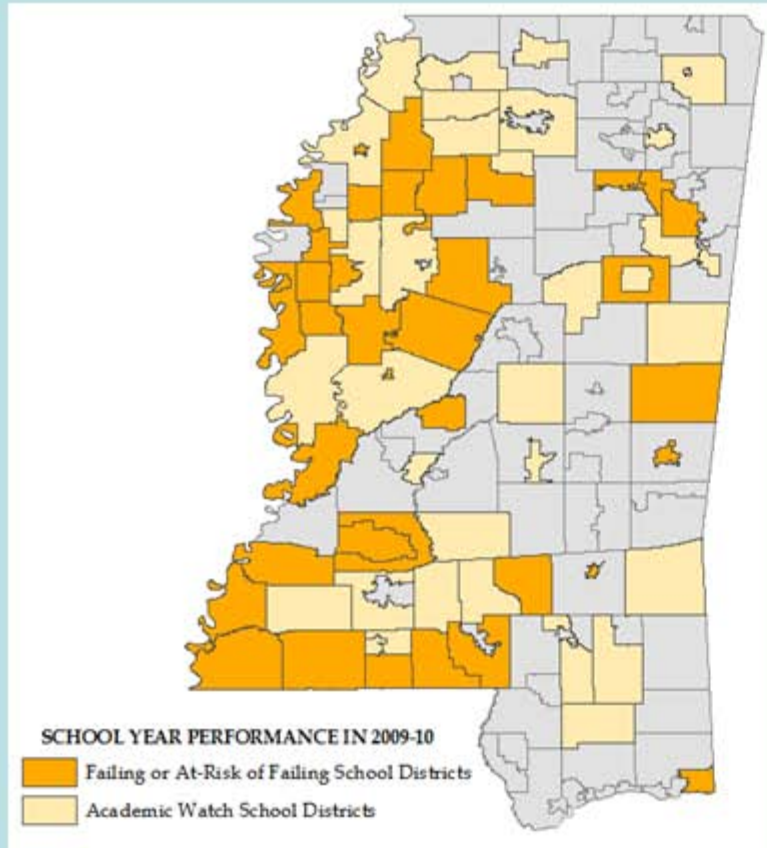 SCHOOL YEAR PERFORMANCE IN 2009-10
Failing or At-Risk of Failing School Districts
Academic Watch School Districts